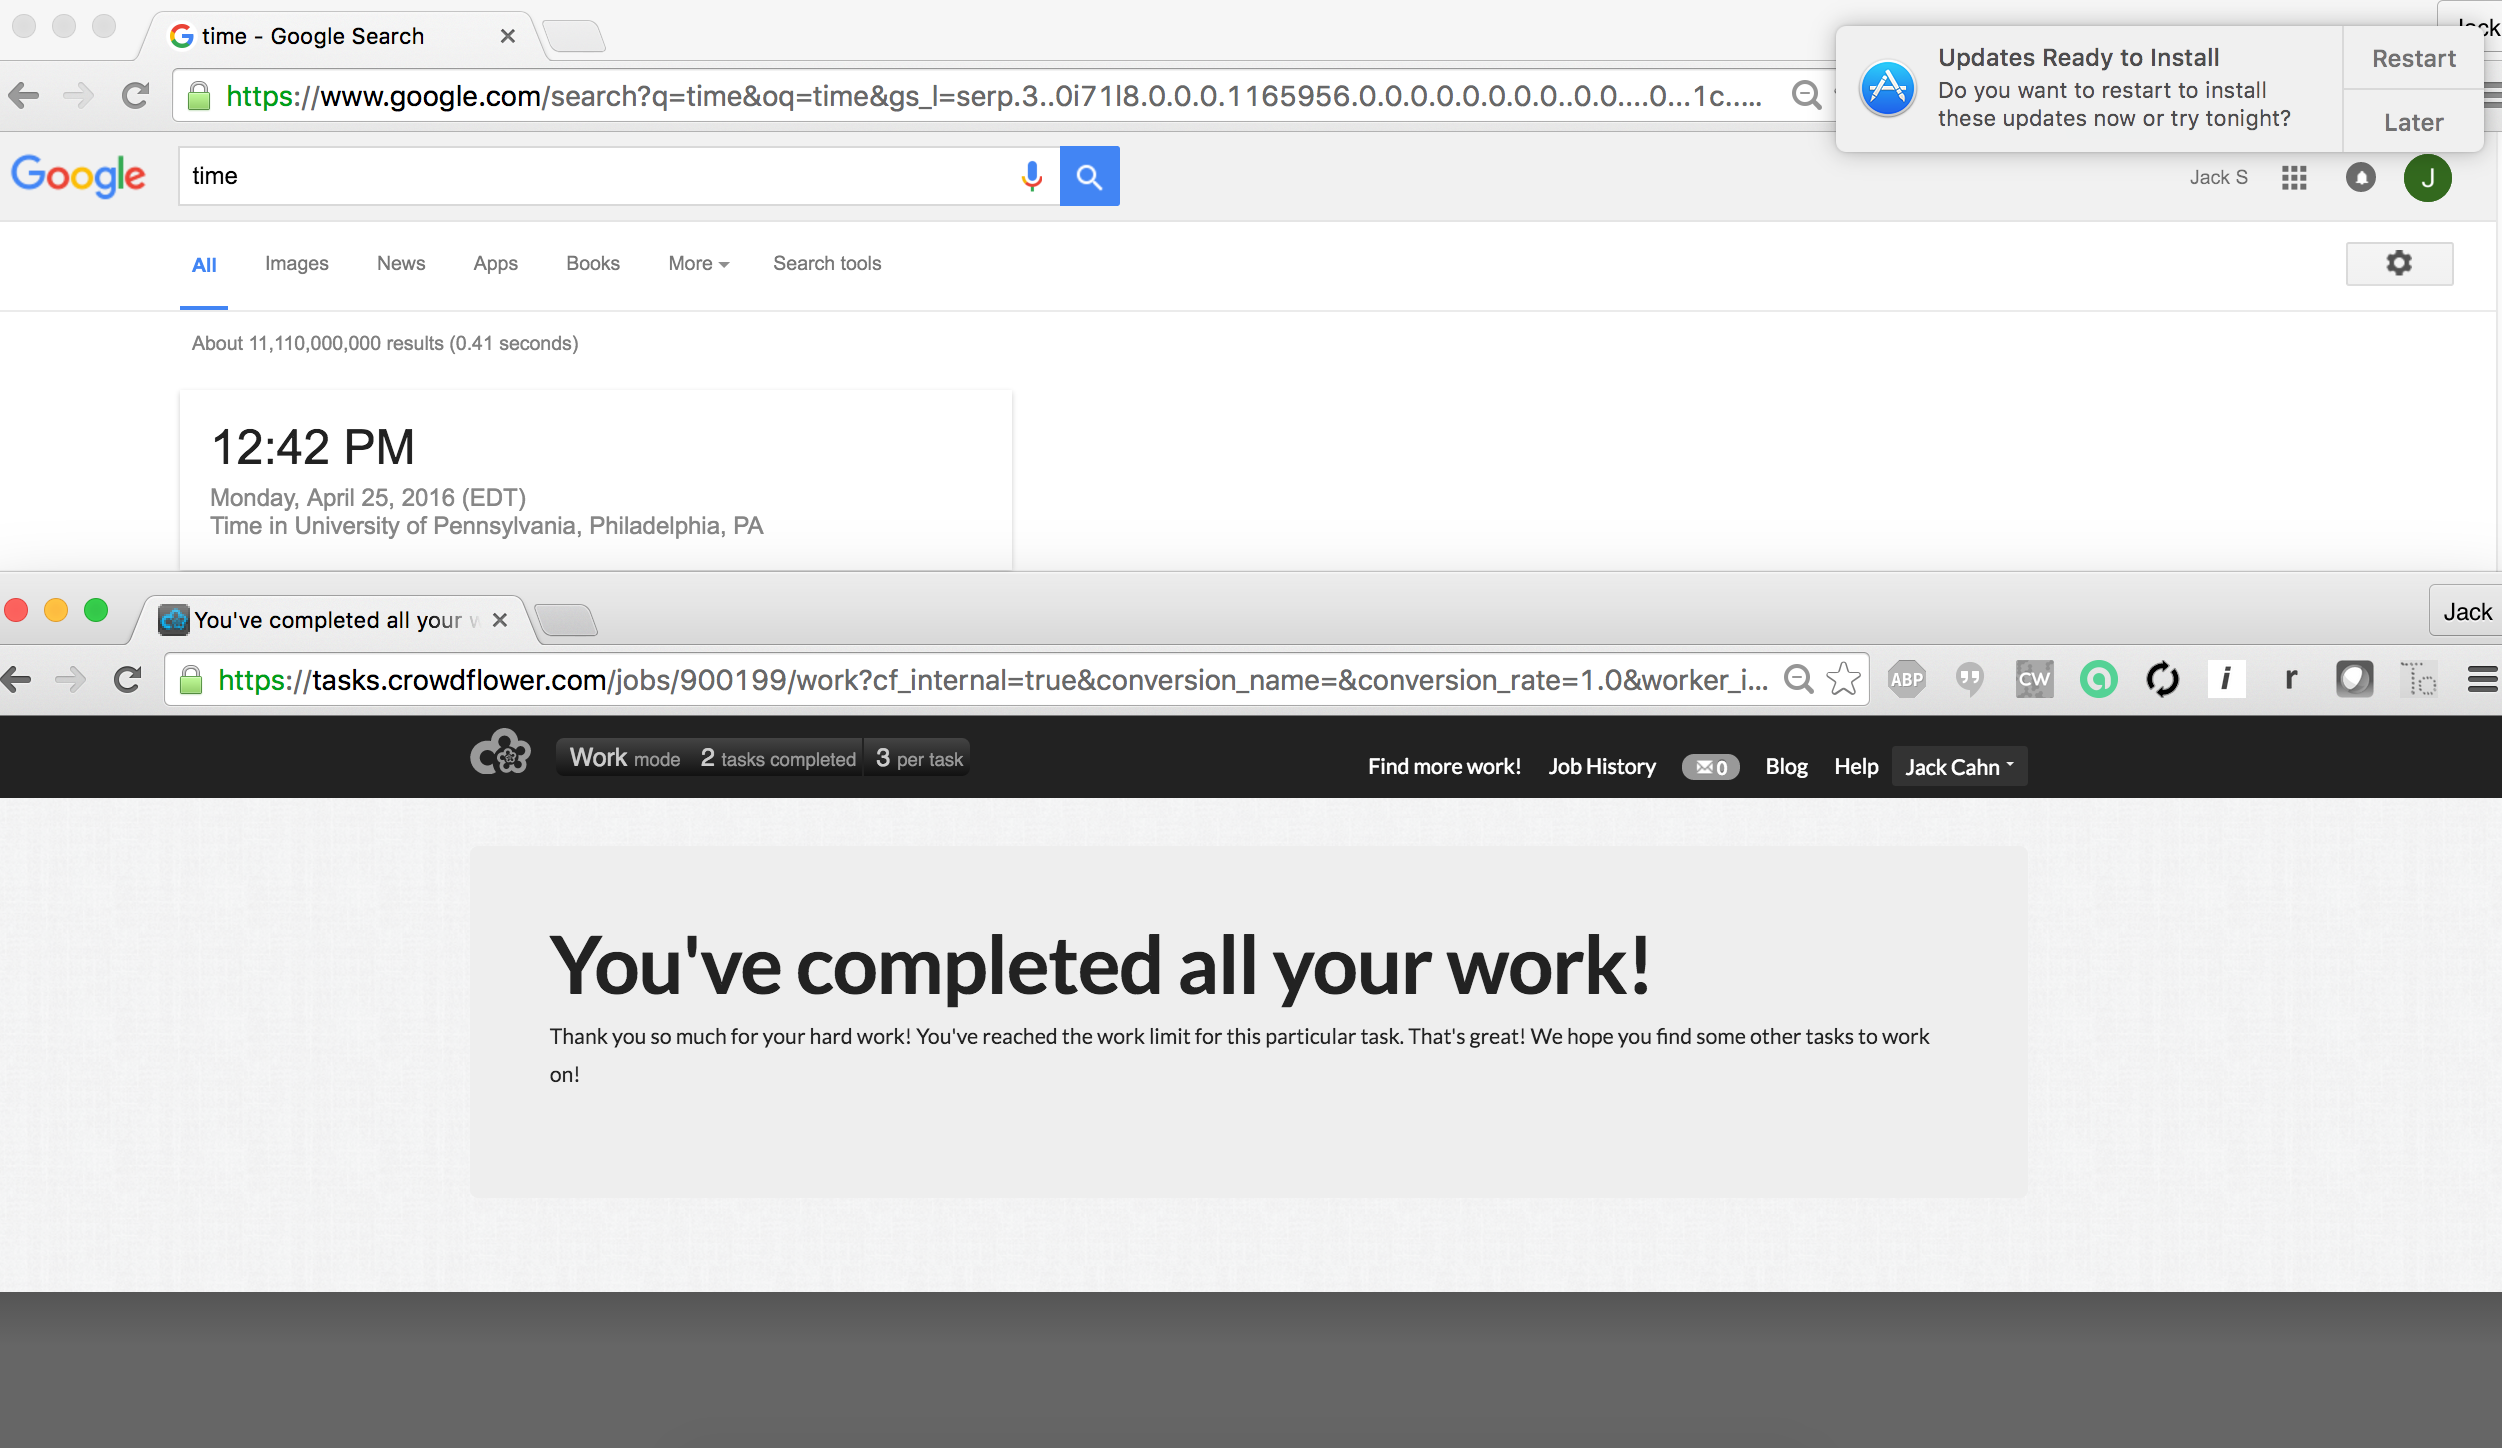 time - Google Search
Jack
https://www.google.com/search?q=time&oq=time&gs_l=serp.3..0i71l8.0.0.0.1165956.0.0.0.0.0.0.0.0..0.0....0...1c.....
Updates Ready to Install
Do you want to restart to install
these updates now or try tonight?
Restart
Later
Google
time
Jack S
J
All Images News Apps Books More Search tools
About 11,110,000,000 results (0.41 seconds)
12:42 PM
Monday, April 25, 2016 (EDT)
Time in University of Pennsylvania, Philadelphia, PA
You've completed all your w
Jack
https://tasks.crowdflower.com/jobs/900199/work?cf_internal=true&conversion_name=&conversion_rate=1.0&worker_i...
ABP CW i r To
Work mode 2 tasks completed 3 per task
Find more work! Job History 0 Blog Help Jack Cahn
You've completed all your work!
Thank you so much for your hard work! You've reached the work limit for this particular task. That's great! We hope you find some other tasks to work
on!